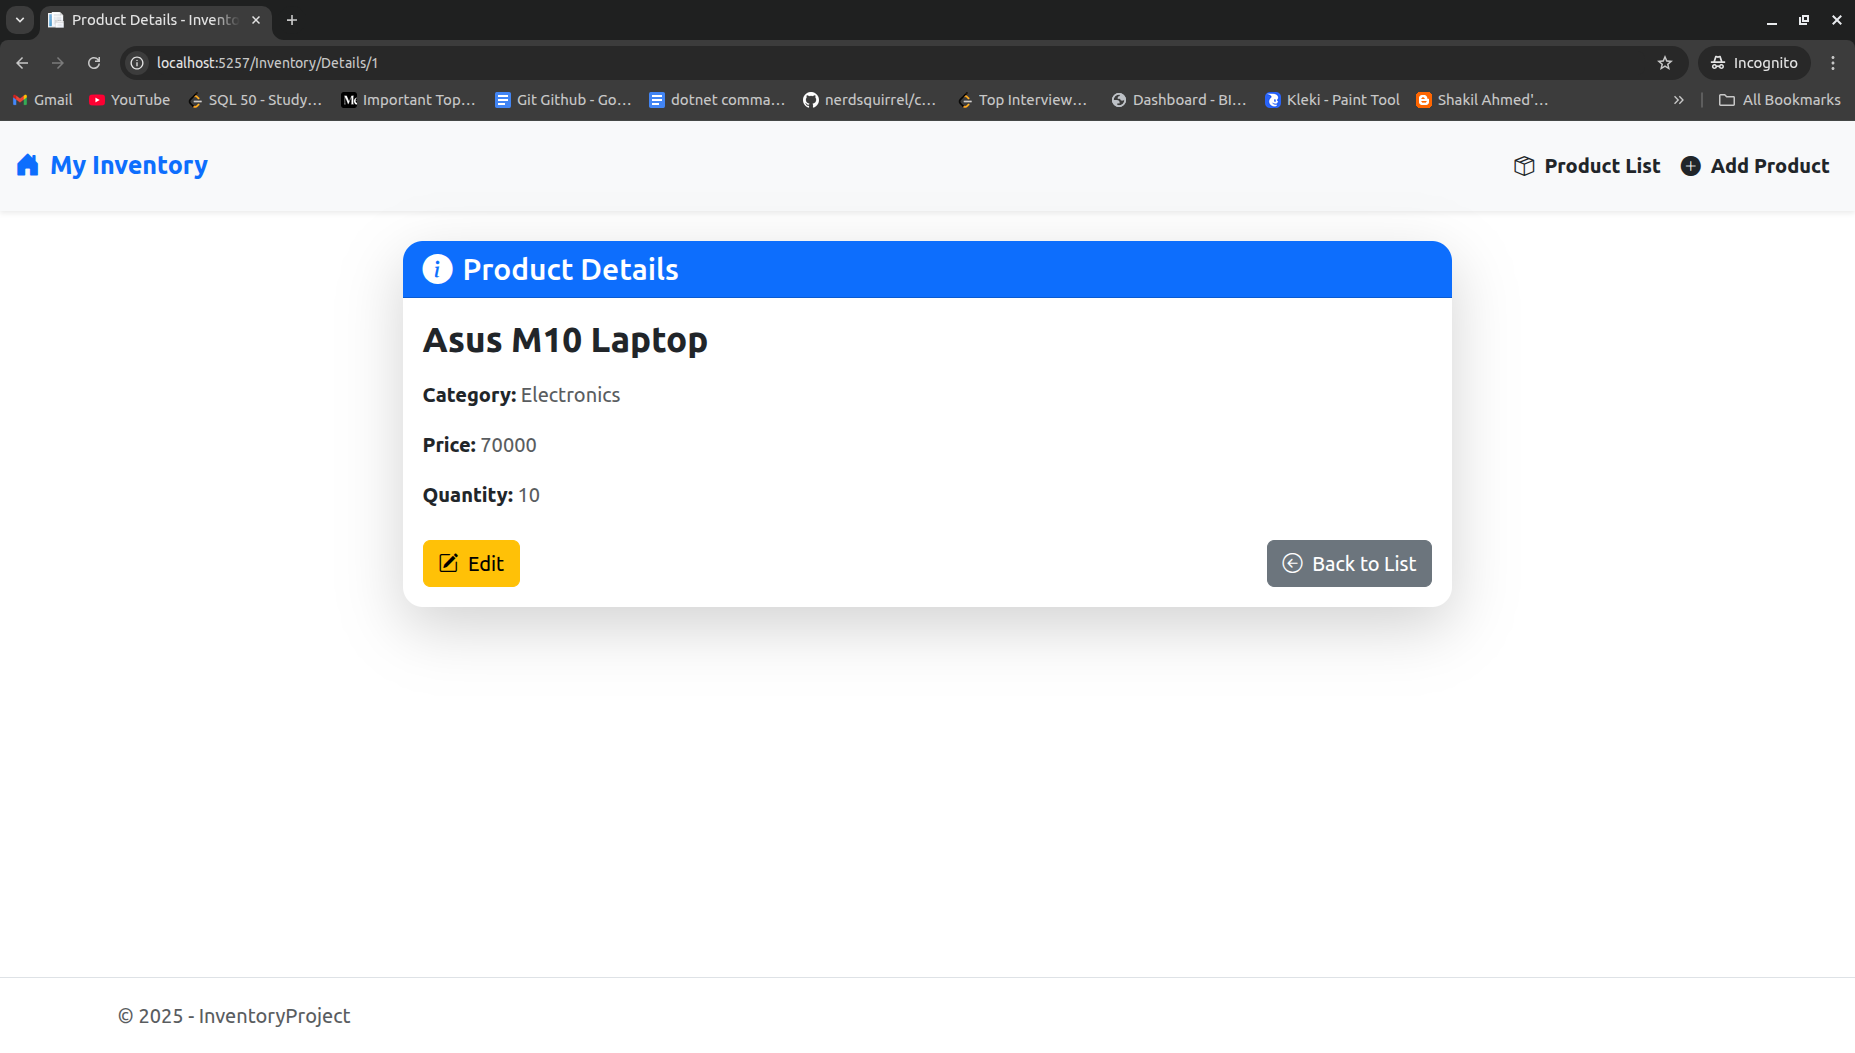 Product Details - Invento
localhost:5257/Inventory/Details/1
Incognito
Gmail
YouTube
SQL 50 - Study...
Important Top...
Git Github - Go...
dotnet comma...
nerdsquirrel/c...
Top Interview...
Dashboard - BI...
Kleki - Paint Tool
Shakil Ahmed'...
All Bookmarks
My Inventory
Product List
Add Product
Product Details
Asus M10 Laptop
Category: Electronics
Price: 70000
Quantity: 10
Edit
Back to List
© 2025 - InventoryProject